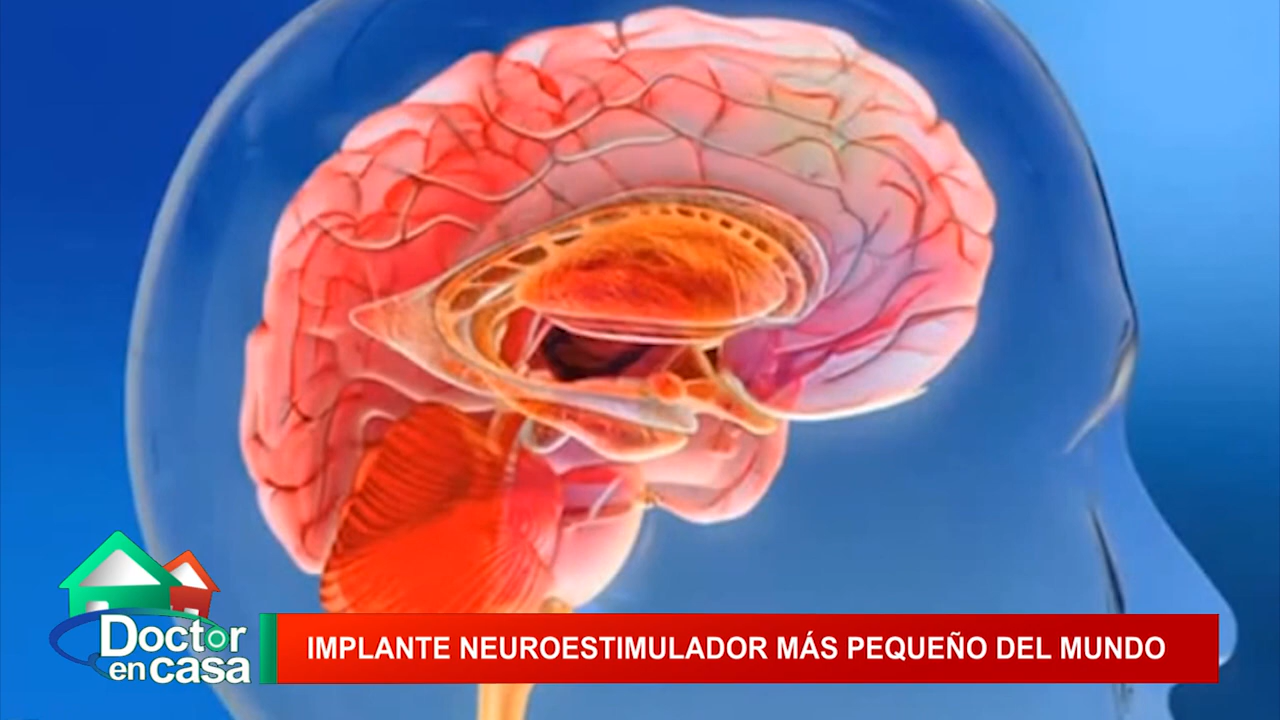 Doctor
en casa
IMPLANTE NEUROESTIMULADOR MÁS PEQUEÑO DEL MUNDO